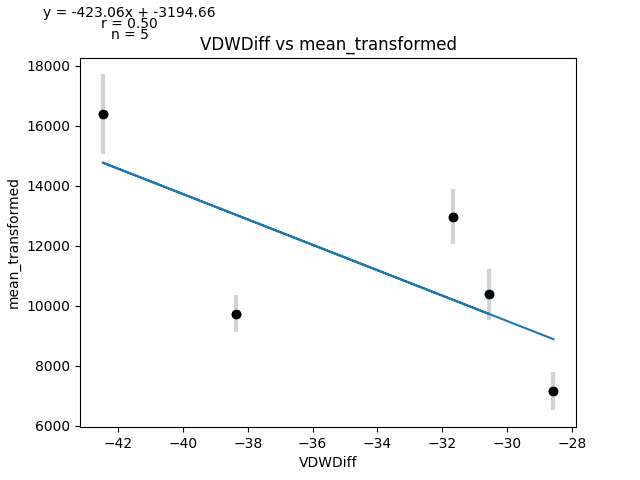 y = -423.06x + -3194.66
r = 0.50
n = 5
VDWDiff vs mean_transformed
mean_transformed
18000
16000
14000
12000
10000
8000
6000
−42
−40
−38
−36
−34
−32
−30
−28
VDWDiff